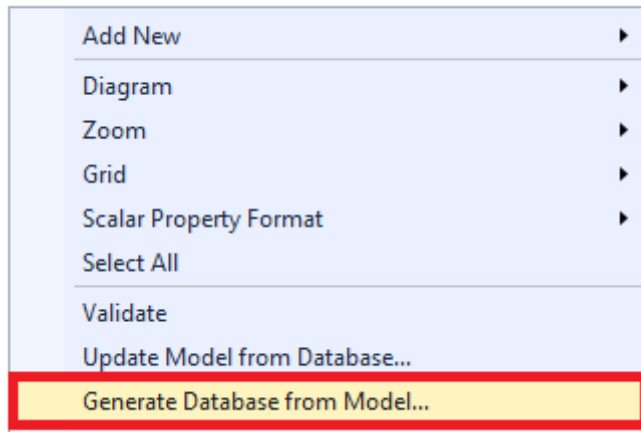 Add New
Diagram
Zoom
Grid
Scalar Property Format
Select All
Validate
Update Model from Database...
Generate Database from Model...